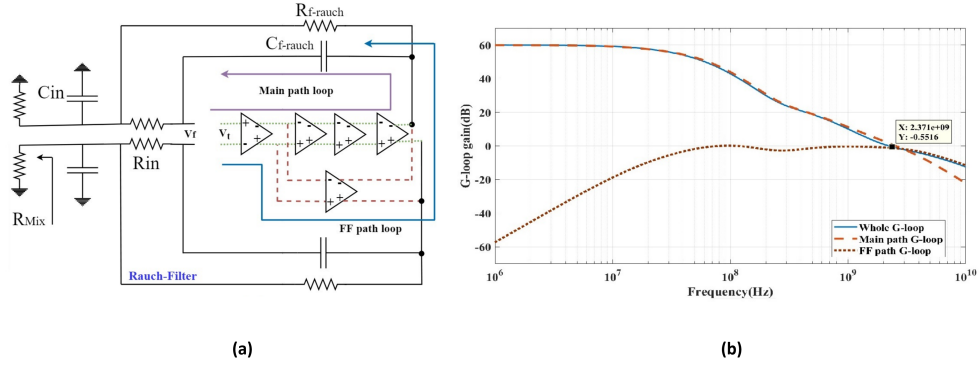 Rf-rauch
Cf-rauch
Main path loop
Cin
Vf
Vt
Rin
RMix
FF path loop
Rauch-Filter
(a)
G-loop gain(dB)
60
40
20
0
-20
-40
-60
X: 2.371e+09
Y: -0.5516
Whole G-loop
Main path G-loop
FF path G-loop
10^6
10^7
10^8
10^9
10^10
Frequency(Hz)
(b)